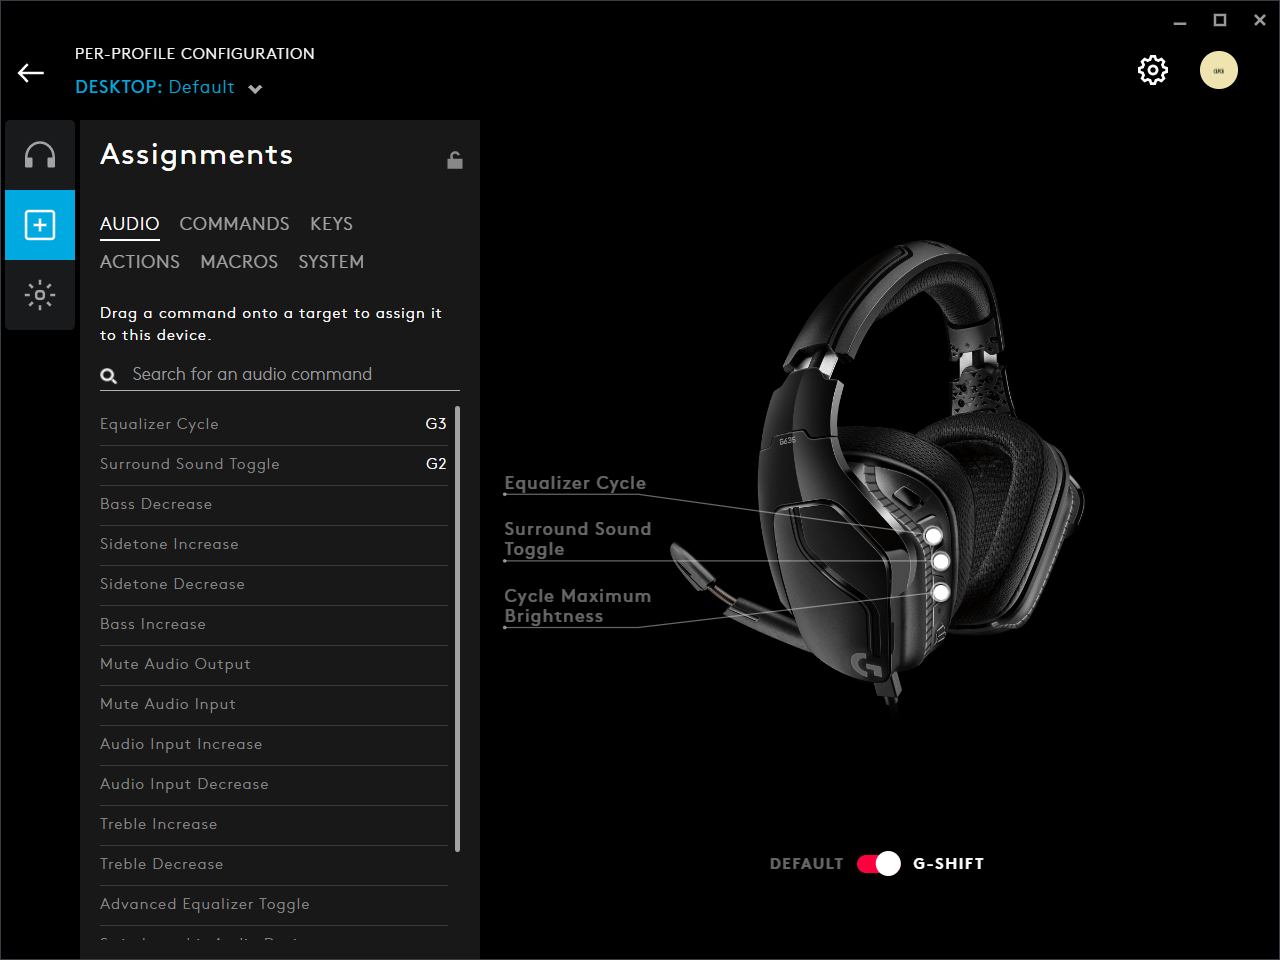 PER-PROFILE CONFIGURATION
DESKTOP: Default
Assignments
AUDIO COMMANDS KEYS
ACTIONS MACROS SYSTEM
Drag a command onto a target to assign it
to this device.
Search for an audio command
Equalizer Cycle G3
Surround Sound Toggle G2
Bass Decrease
Sidetone Increase
Sidetone Decrease
Bass Increase
Mute Audio Output
Mute Audio Input
Audio Input Increase
Audio Input Decrease
Treble Increase
Treble Decrease
Advanced Equalizer Toggle
G635
Equalizer Cycle
Surround Sound
Toggle
Cycle Maximum
Brightness
DEFAULT G-SHIFT